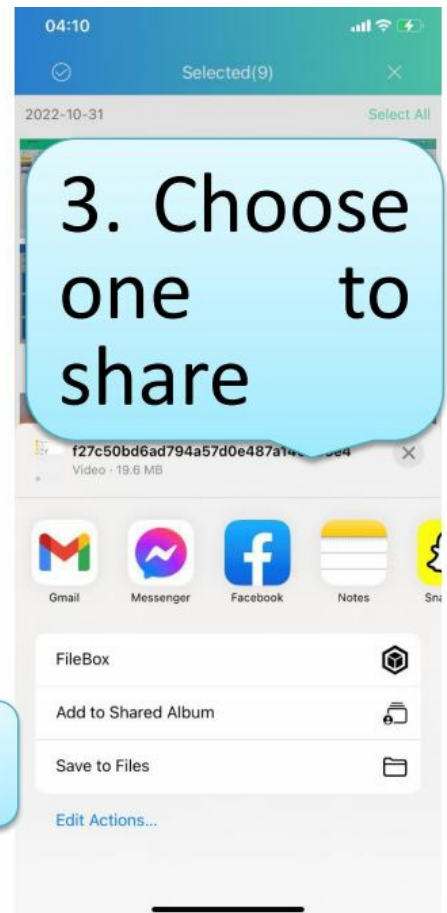 04:10
Selected(9)
2022-10-31 Select All
3. Choose
one to
share
Video - 19.6 MB
Gmail Messenger Facebook Notes
FileBox
Add to Shared Album
Save to Files
Edit Actions...